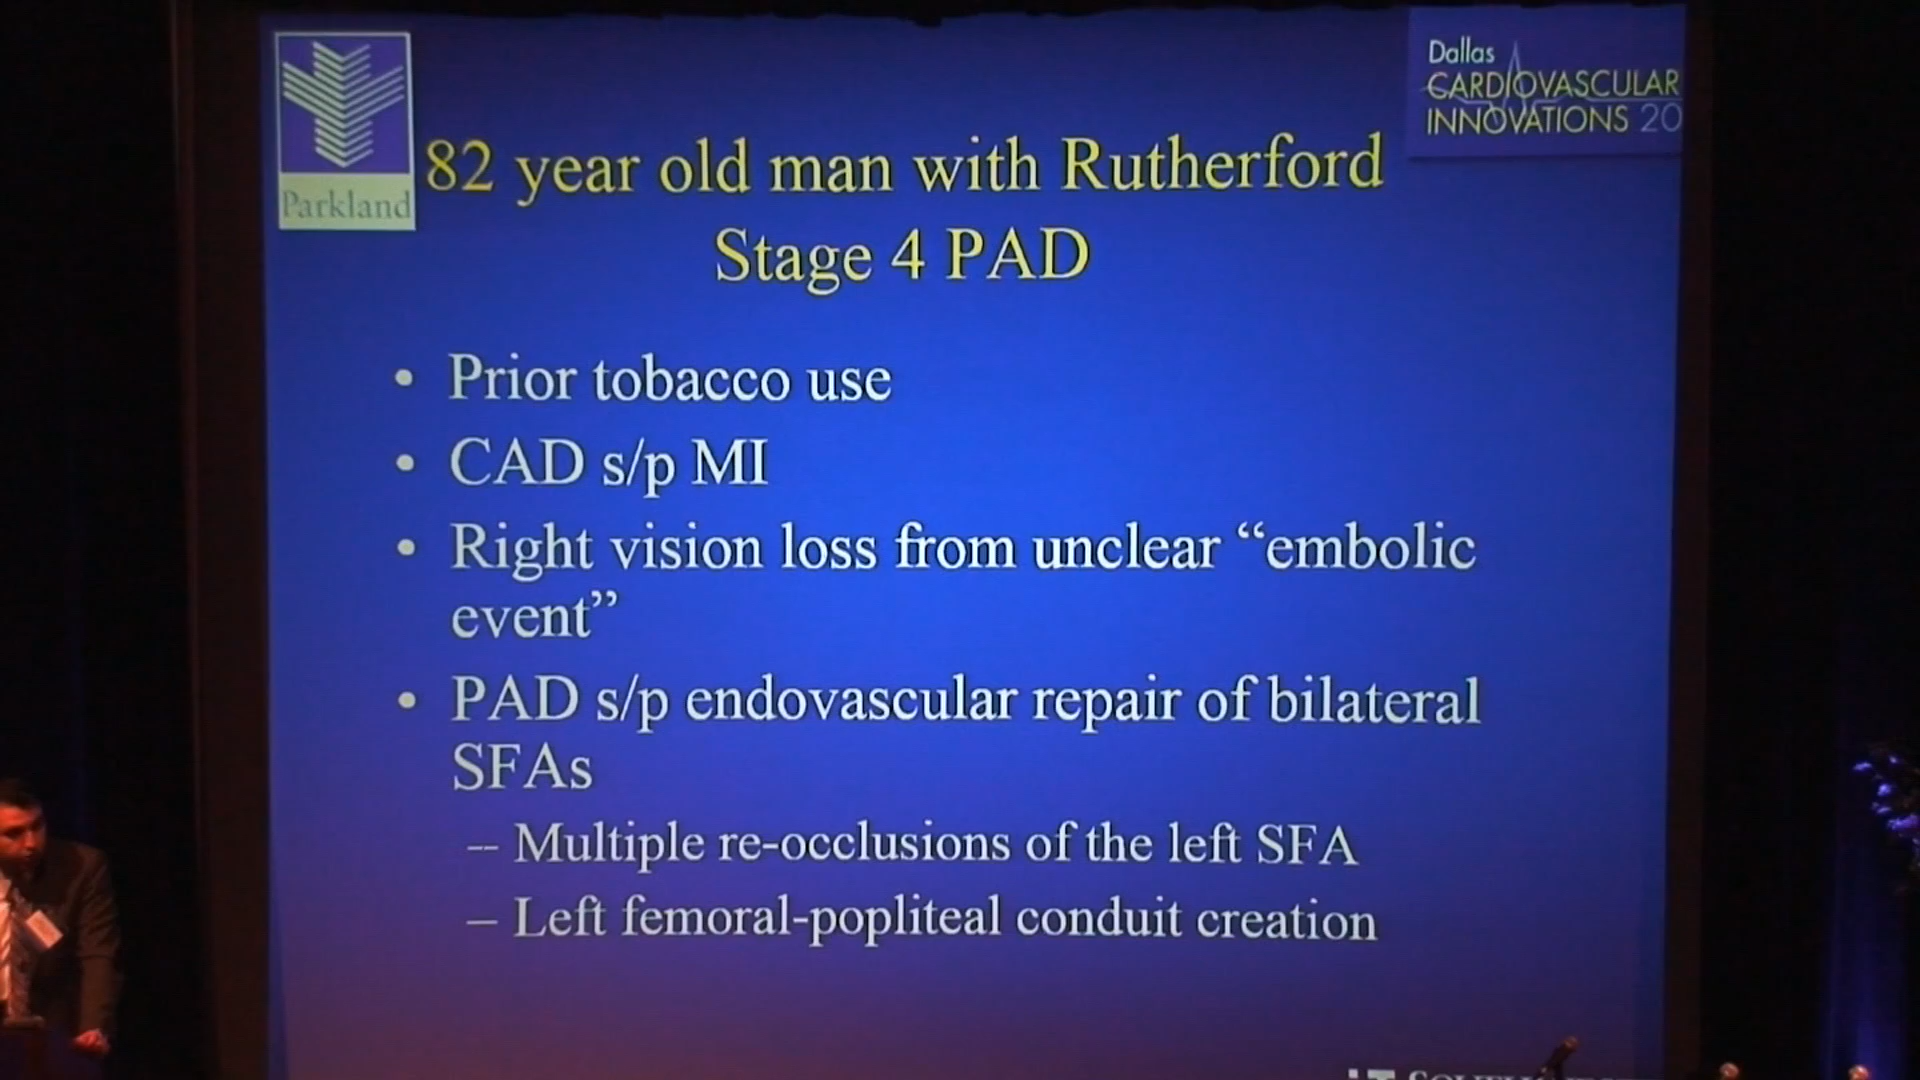 Parkland
Dallas
CARDIOVASCULAR
INNOVATIONS 20
82 year old man with Rutherford
Stage 4 PAD
• Prior tobacco use
• CAD s/p MI
• Right vision loss from unclear “embolic
event”
• PAD s/p endovascular repair of bilateral
SFAs
– Multiple re-occlusions of the left SFA
– Left femoral-popliteal conduit creation